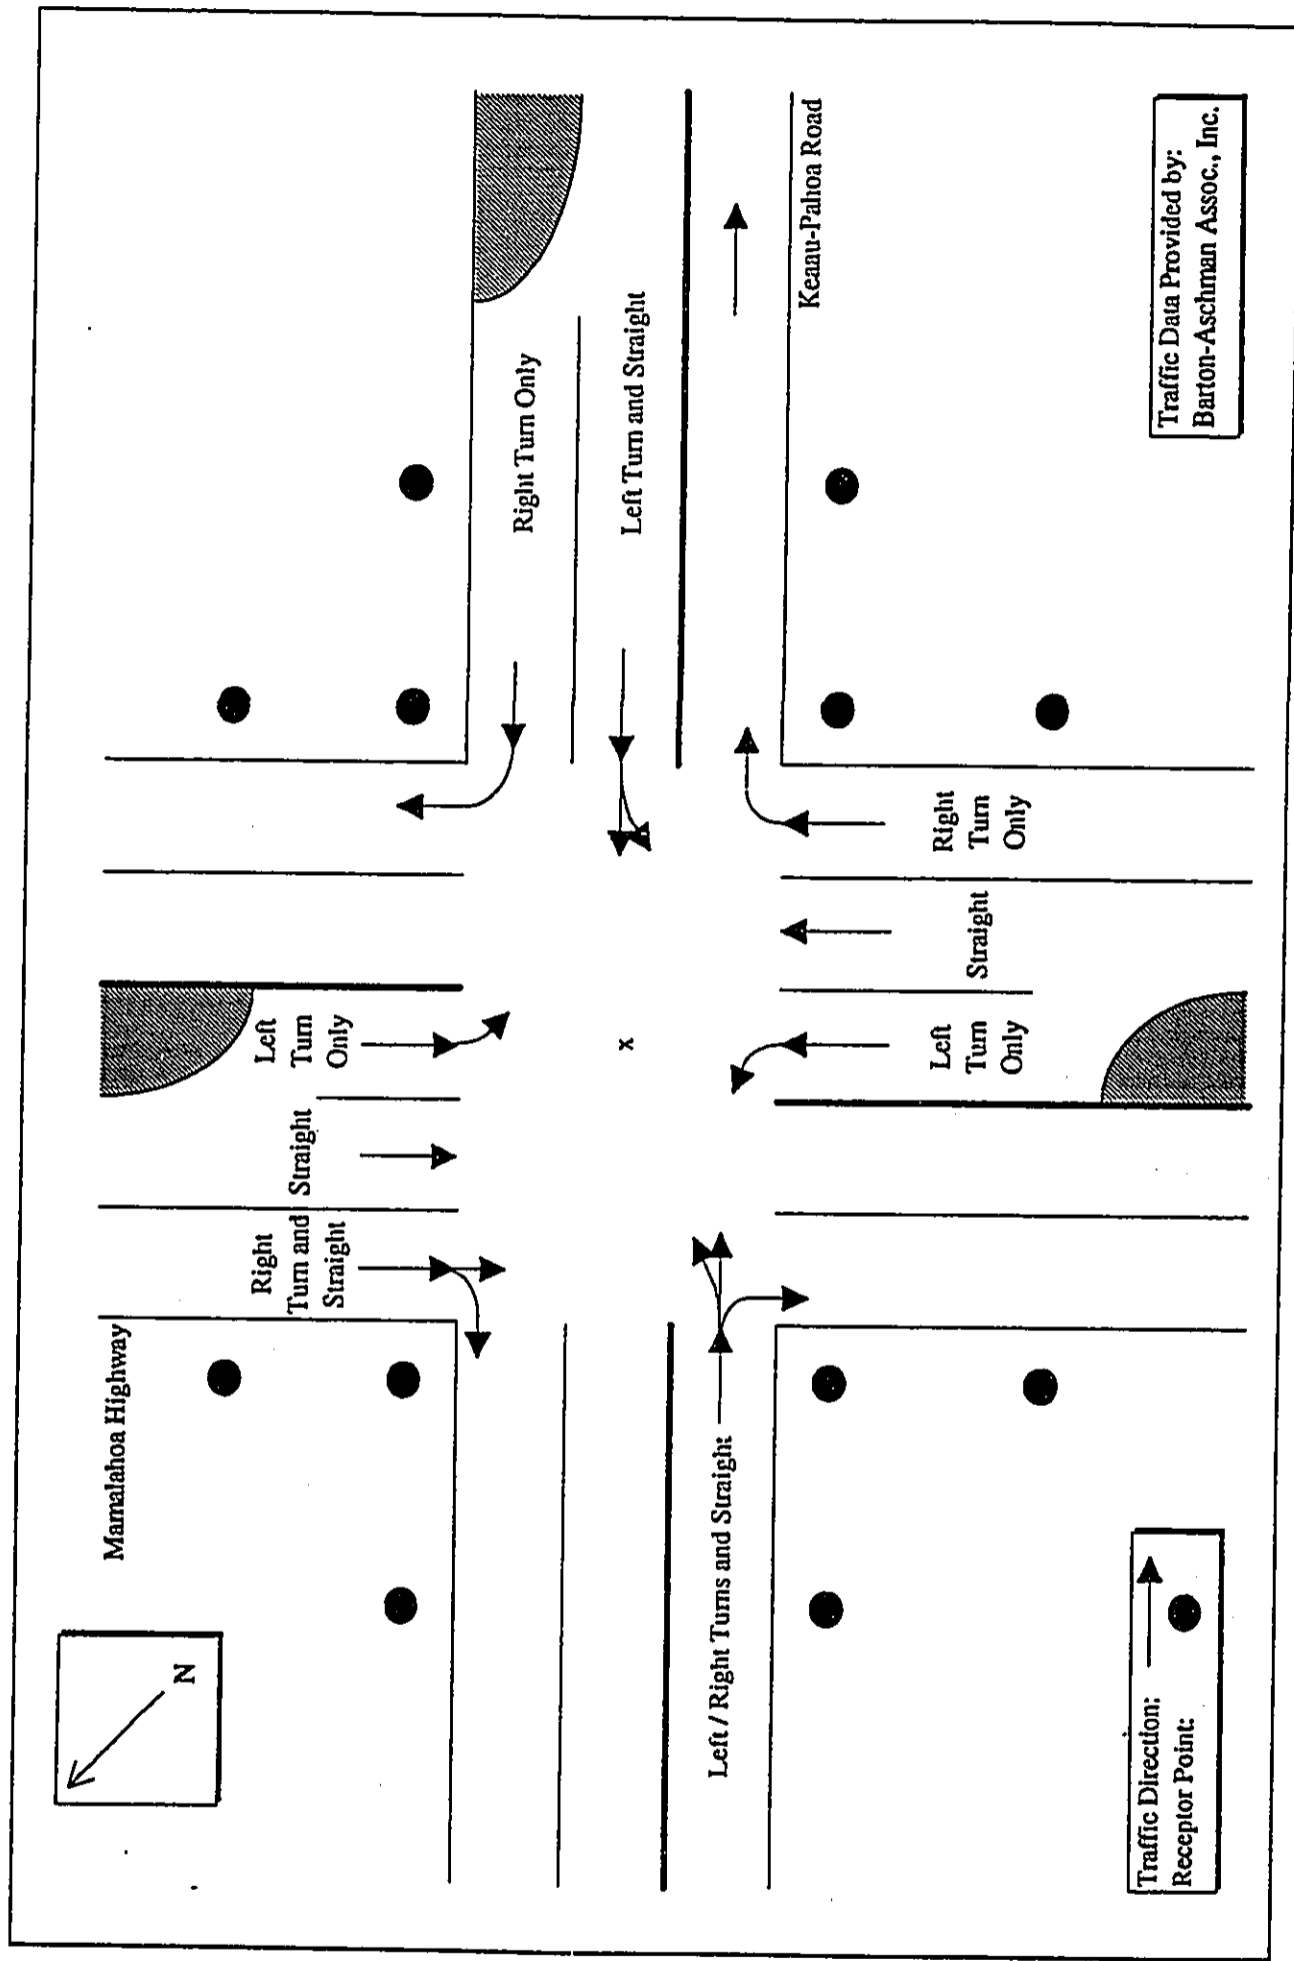 N
Mamalahoa Highway
Right
Turn and
Straight
Straight
Left
Turn
Only
Right Turn Only
Left Turn and Straight
Keaau-Pahoa Road
x
Left / Right Turns and Straight
Left
Turn
Only
Straight
Right
Turn
Only
Traffic Direction:
Receptor Point:
Traffic Data Provided by:
Barton-Aschman Assoc., Inc.